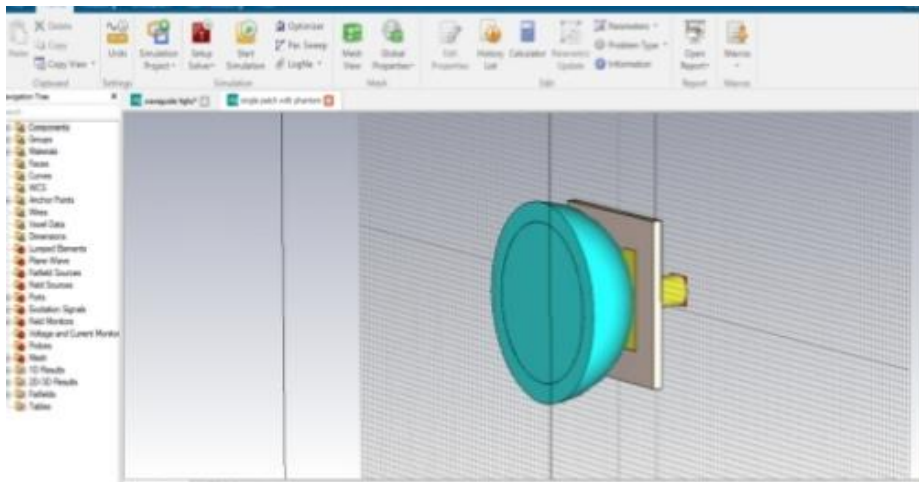 Delete
Copy
Copy View
Clipboard
Units
Settings
Simulation
Project
Setup
Solver
Start
Simulation
Optimizer
Par. Sweep
Logfile
Simulation
Mesh
View
Global
Properties
Mesh
Edit
Properties
History
List
Calculator
Parametric
Update
Parameters
Problem Type
Information
Edit
Open
Report
Report
Macros
Macros
Navigation Tree
single patch with phantom
Components
Groups
Materials
Faces
Curves
WCS
Anchor Points
Wires
Voxel Data
Dimensions
Lumped Elements
Plane Wave
Farfield Sources
Field Sources
Ports
Excitation Signals
Field Monitors
Voltage and Current Monitor
Probes
Mesh
1D Results
2D/3D Results
Farfields
Tables